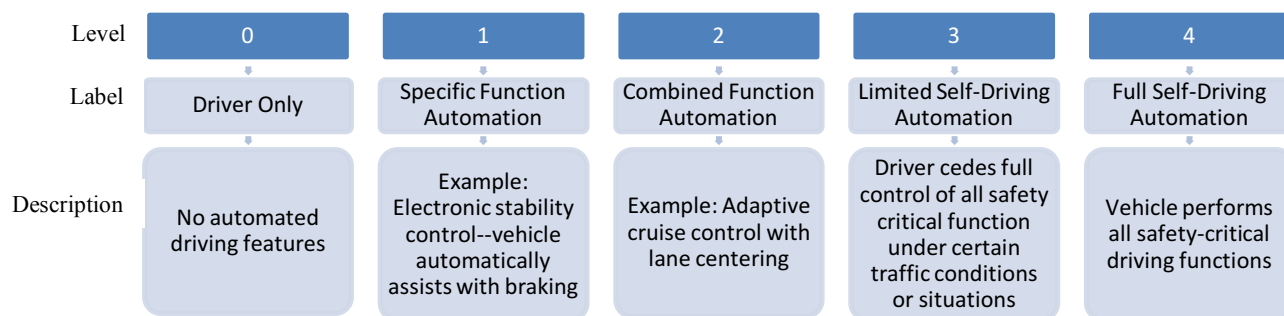 Level
0
1
2
3
4
Label
Driver Only
Specific Function
Automation
Combined Function
Automation
Limited Self-Driving
Automation
Full Self-Driving
Automation
Description
No automated
driving features
Example:
Electronic stability
control--vehicle
automatically
assists with braking
Example: Adaptive
cruise control with
lane centering
Driver cedes full
control of all safety
critical function
under certain
traffic conditions
or situations
Vehicle performs
all safety-critical
driving functions